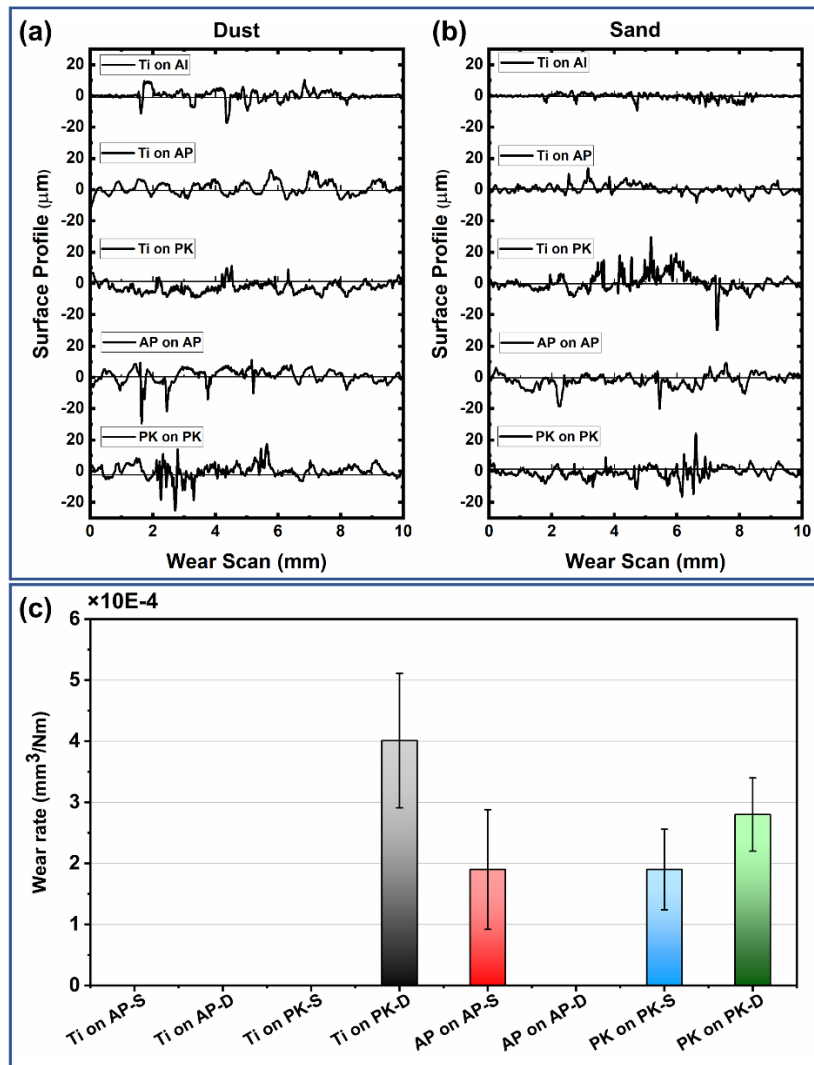 (a) Dust
(b) Sand
Surface Profile (μm)
20
0
-20
Ti on Al
20
0
-20
Ti on AP
20
0
-20
Ti on PK
20
0
-20
AP on AP
20
0
-20
PK on PK
0 2 4 6 8 10
Wear Scan (mm)
Surface Profile (μm)
20
0
-20
Ti on Al
20
0
-20
Ti on AP
20
0
-20
Ti on PK
20
0
-20
AP on AP
20
0
-20
PK on PK
0 2 4 6 8 10
Wear Scan (mm)
(c) ×10E-4
Wear rate (mm³/Nm)
6
5
4
3
2
1
0
Ti on AP-S
Ti on AP-D
Ti on PK-S
Ti on PK-D
AP on AP-S
AP on AP-D
PK on PK-S
PK on PK-D